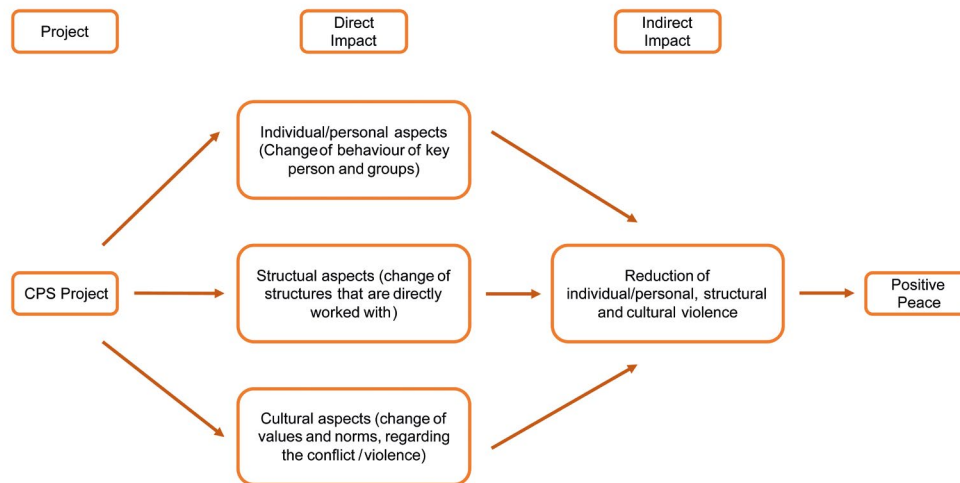 Project
Direct
Impact
Indirect
Impact
Individual/personal aspects
(Change of behaviour of key
person and groups)
CPS Project
Structual aspects (change of
structures that are directly
worked with)
Reduction of
individual/personal, structural
and cultural violence
Positive
Peace
Cultural aspects (change of
values and norms, regarding
the conflict / violence)